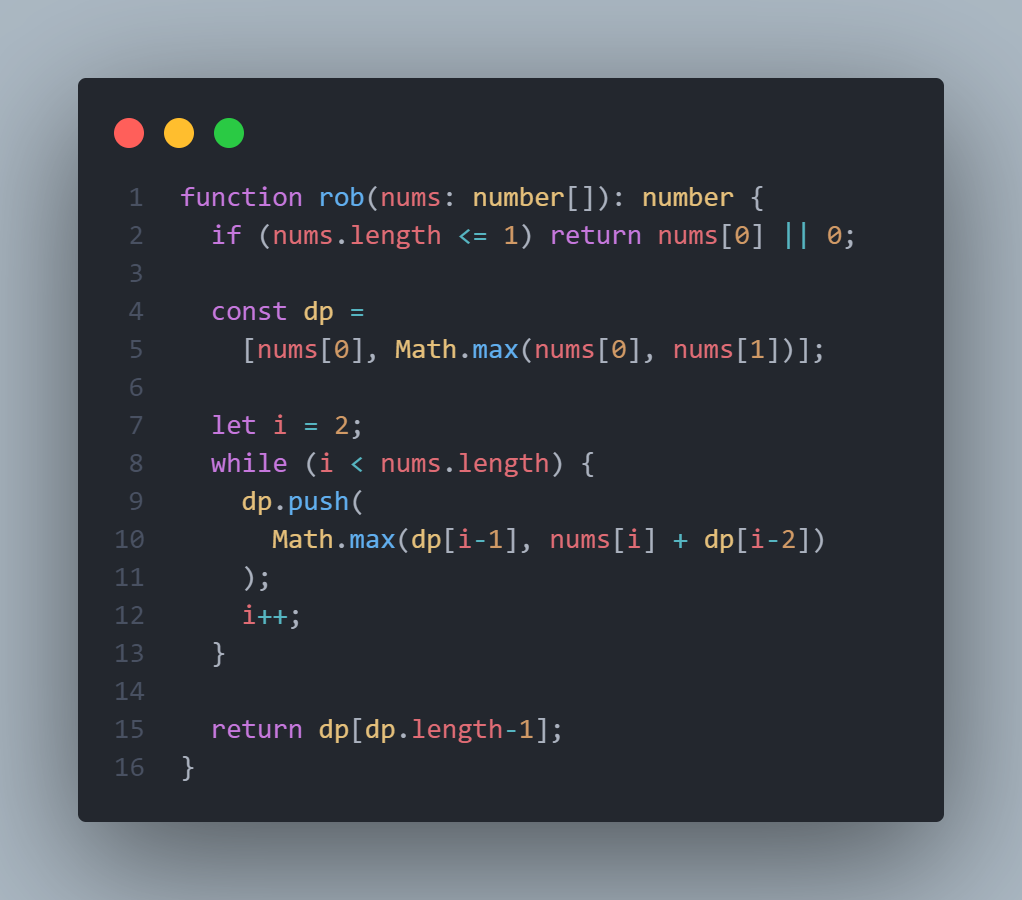 1 function rob(nums: number[]): number {
2   if (nums.length <= 1) return nums[0] || 0;
3
4   const dp =
5     [nums[0], Math.max(nums[0], nums[1])];
6
7   let i = 2;
8   while (i < nums.length) {
9     dp.push(
10       Math.max(dp[i-1], nums[i] + dp[i-2])
11     );
12     i++;
13   }
14
15   return dp[dp.length-1];
16 }